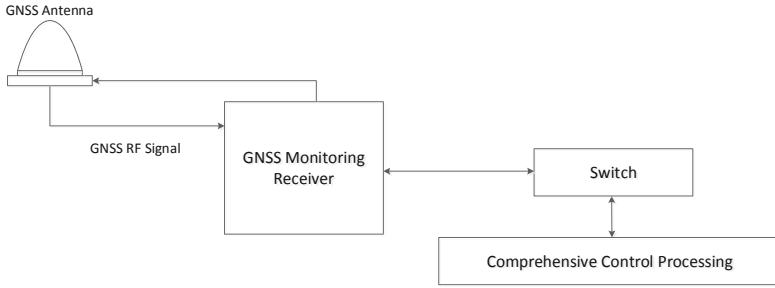 GNSS Antenna
GNSS RF Signal
GNSS Monitoring
Receiver
Switch
Comprehensive Control Processing